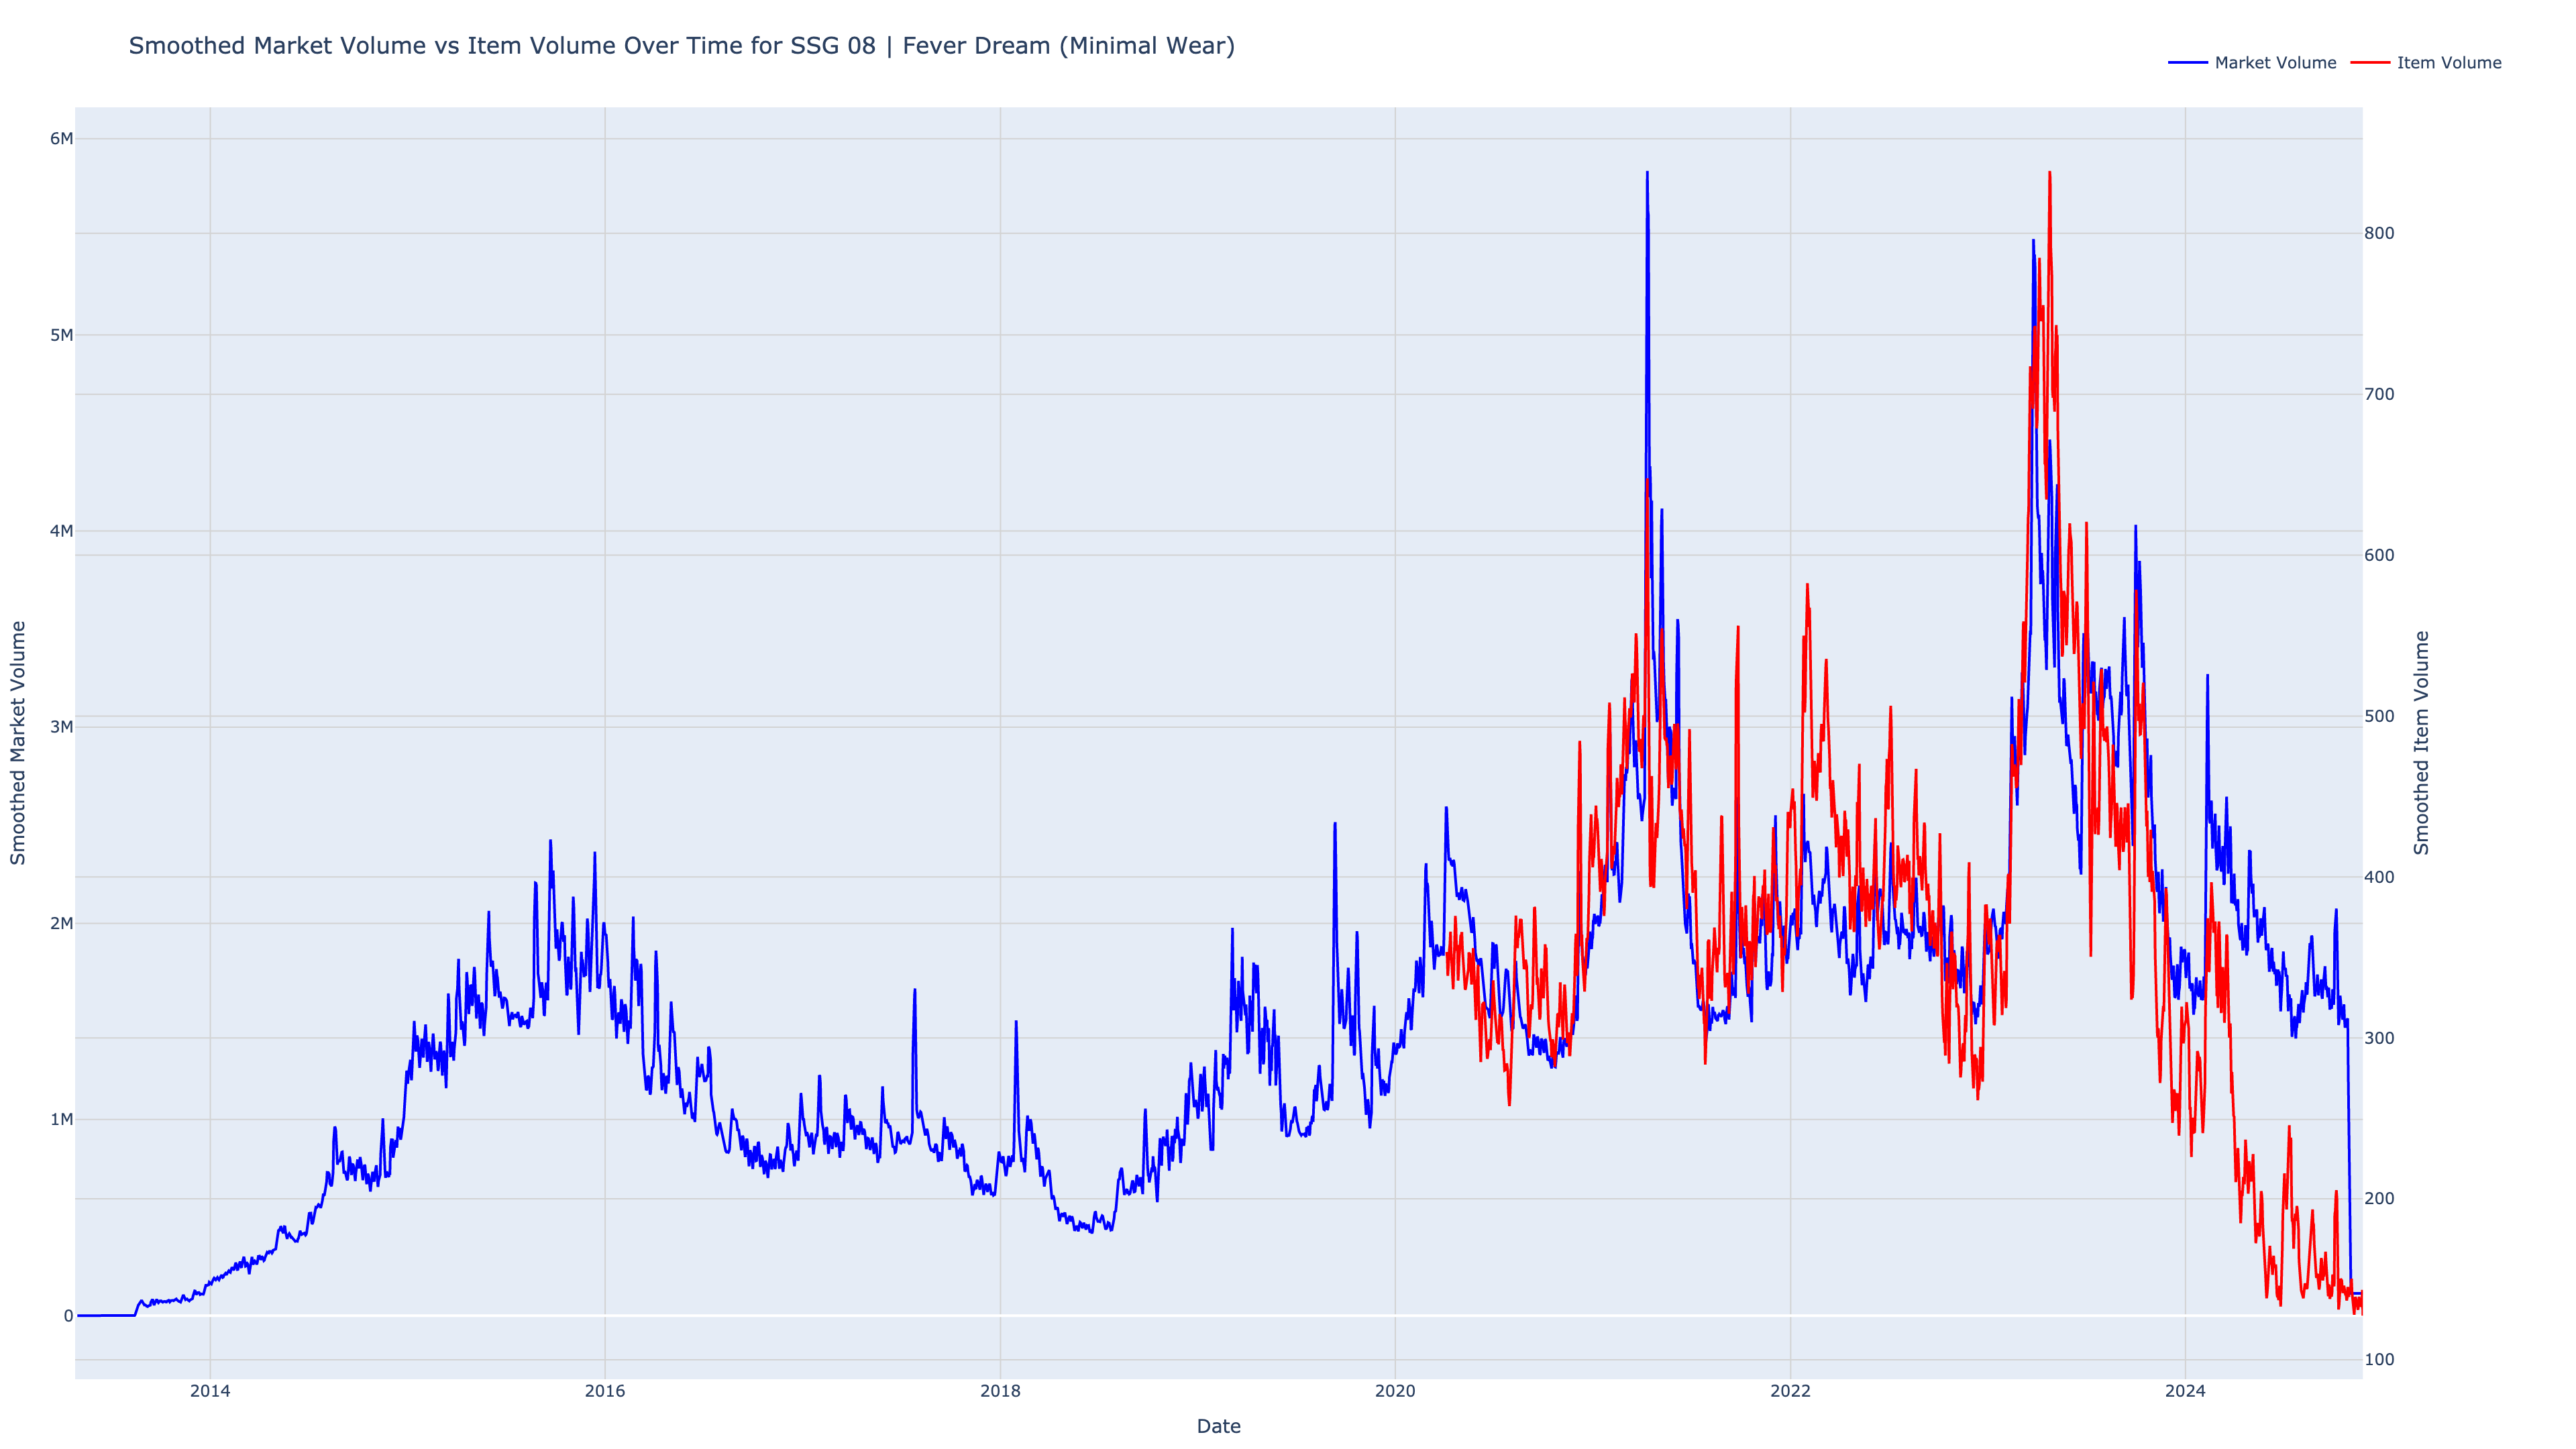 Smoothed Market Volume vs Item Volume Over Time for SSG 08 | Fever Dream (Minimal Wear)
Market Volume
Item Volume
6M
5M
4M
3M
2M
1M
0
Smoothed Market Volume
800
700
600
500
400
300
200
100
Smoothed Item Volume
2014
2016
2018
2020
2022
2024
Date